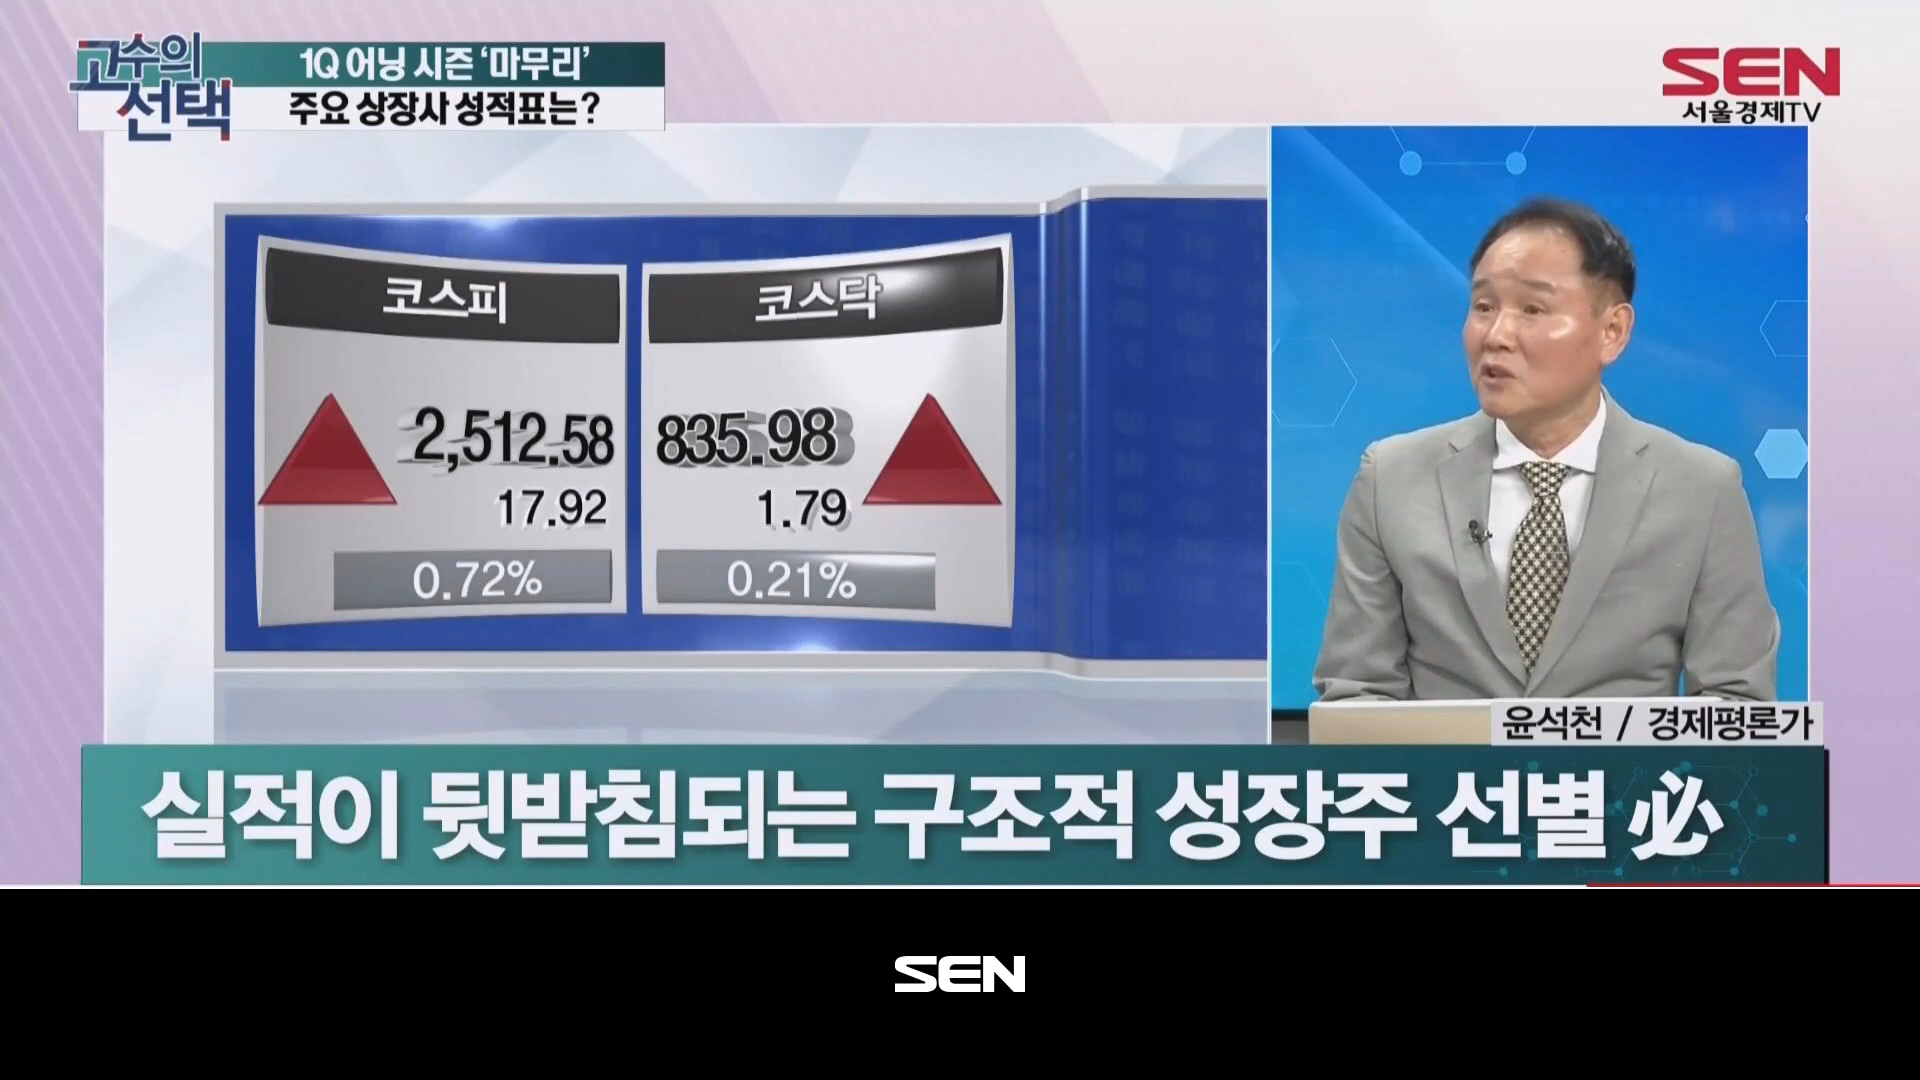 고수의
선택
1Q 어닝 시즌 ‘마무리’
주요 상장사 성적표는?
SEN
서울경제TV
코스피
2,512.58
17.92
0.72%
코스닥
835.98
1.79
0.21%
윤석천 / 경제평론가
실적이 뒷받침되는 구조적 성장주 선별 必
SEN